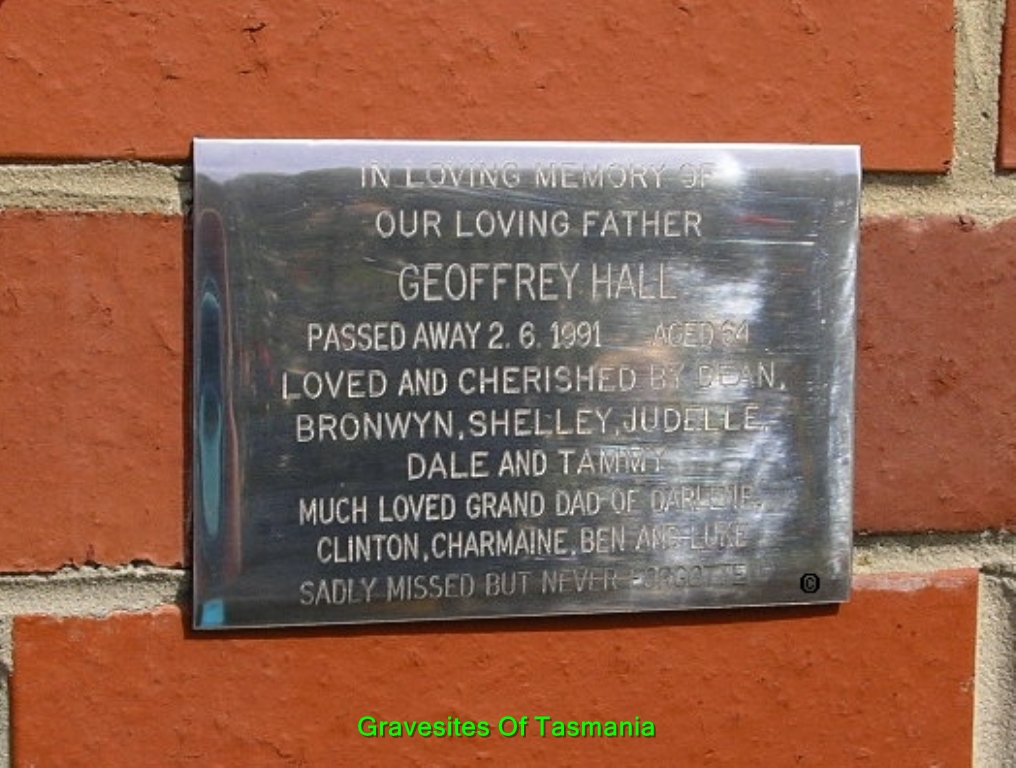 IN LOVING MEMORY OF
OUR LOVING FATHER
GEOFFREY HALL
PASSED AWAY 2. 6. 1991 AGED 64
LOVED AND CHERISHED BY DEAN,
BRONWYN, SHELLEY, JUDELLE,
DALE AND TAMMY
MUCH LOVED GRAND DAD OF DARLENE,
CLINTON, CHARMAINE, BEN AND LUKE
SADLY MISSED BUT NEVER FORGOTTEN
©
Gravesites Of Tasmania